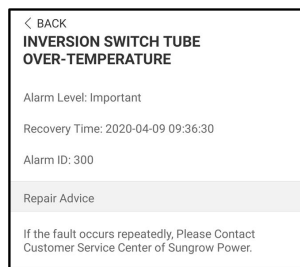 < BACK
INVERSION SWITCH TUBE
OVER-TEMPERATURE
Alarm Level: Important
Recovery Time: 2020-04-09 09:36:30
Alarm ID: 300
Repair Advice
If the fault occurs repeatedly, Please Contact
Customer Service Center of Sungrow Power.